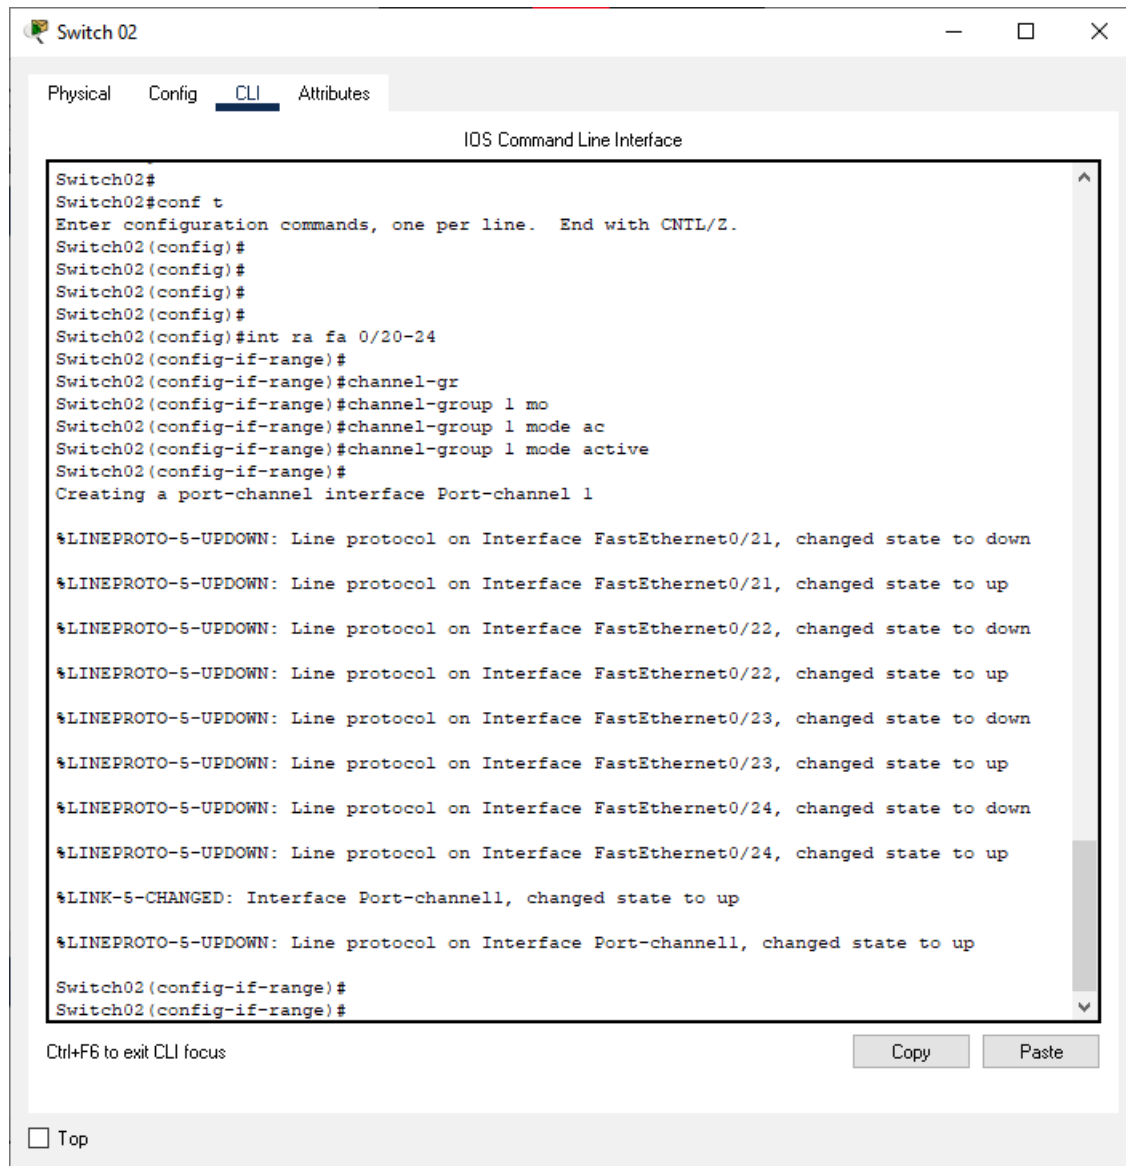 Switch 02
Physical Config CLI Attributes
IOS Command Line Interface
Switch02#
Switch02#conf t
Enter configuration commands, one per line.  End with CNTL/Z.
Switch02(config)#
Switch02(config)#
Switch02(config)#
Switch02(config)#
Switch02(config)#int ra fa 0/20-24
Switch02(config-if-range)#
Switch02(config-if-range)#channel-gr
Switch02(config-if-range)#channel-group 1 mo
Switch02(config-if-range)#channel-group 1 mode ac
Switch02(config-if-range)#channel-group 1 mode active
Switch02(config-if-range)#
Creating a port-channel interface Port-channel 1
%LINEPROTO-5-UPDOWN: Line protocol on Interface FastEthernet0/21, changed state to down
%LINEPROTO-5-UPDOWN: Line protocol on Interface FastEthernet0/21, changed state to up
%LINEPROTO-5-UPDOWN: Line protocol on Interface FastEthernet0/22, changed state to down
%LINEPROTO-5-UPDOWN: Line protocol on Interface FastEthernet0/22, changed state to up
%LINEPROTO-5-UPDOWN: Line protocol on Interface FastEthernet0/23, changed state to down
%LINEPROTO-5-UPDOWN: Line protocol on Interface FastEthernet0/23, changed state to up
%LINEPROTO-5-UPDOWN: Line protocol on Interface FastEthernet0/24, changed state to down
%LINEPROTO-5-UPDOWN: Line protocol on Interface FastEthernet0/24, changed state to up
%LINK-5-CHANGED: Interface Port-channel1, changed state to up
%LINEPROTO-5-UPDOWN: Line protocol on Interface Port-channel1, changed state to up
Switch02(config-if-range)#
Switch02(config-if-range)#
Ctrl+F6 to exit CLI focus
Copy Paste
Top